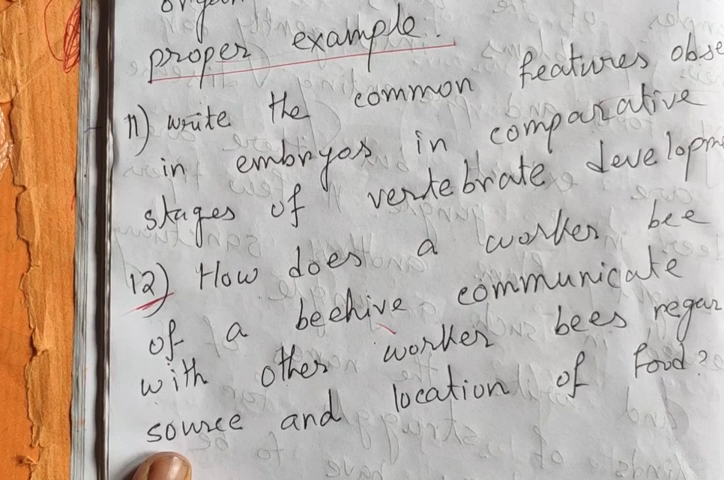 organ
proper example.
11) write the common features obse
in embryos in comparative
stages of vertebrate developm
12) How does a worker bee
of a beehive communicate
with other worker bees regar
source and location of food?